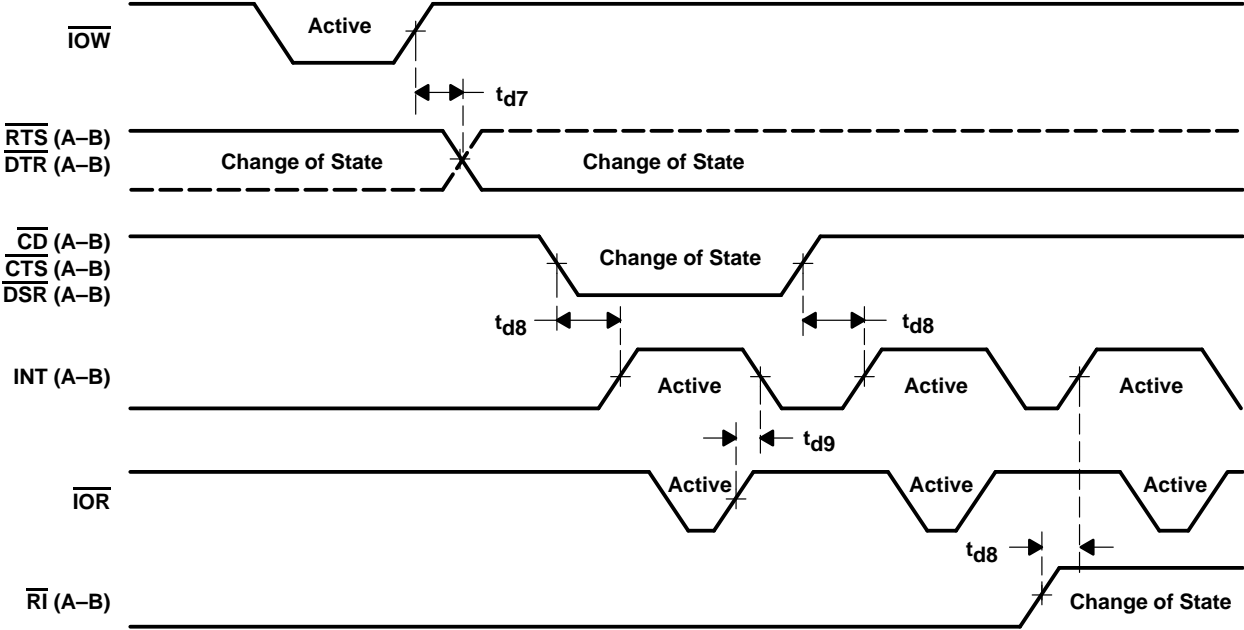 IOW
Active
td7
RTS (A–B)
DTR (A–B)
Change of State
Change of State
CD (A–B)
CTS (A–B)
DSR (A–B)
Change of State
td8
td8
INT (A–B)
Active
Active
Active
td9
IOR
Active
Active
Active
td8
RI (A–B)
Change of State